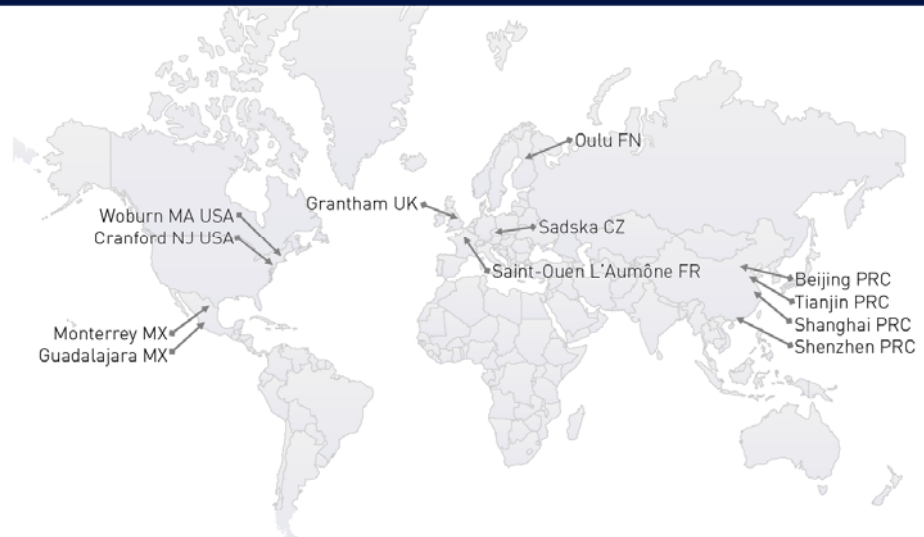 Oulu FN
Grantham UK
Woburn MA USA
Sadska CZ
Cranford NJ USA
Saint-Ouen L'Aumône FR
Beijing PRC
Tianjin PRC
Shanghai PRC
Monterrey MX
Shenzhen PRC
Guadalajara MX